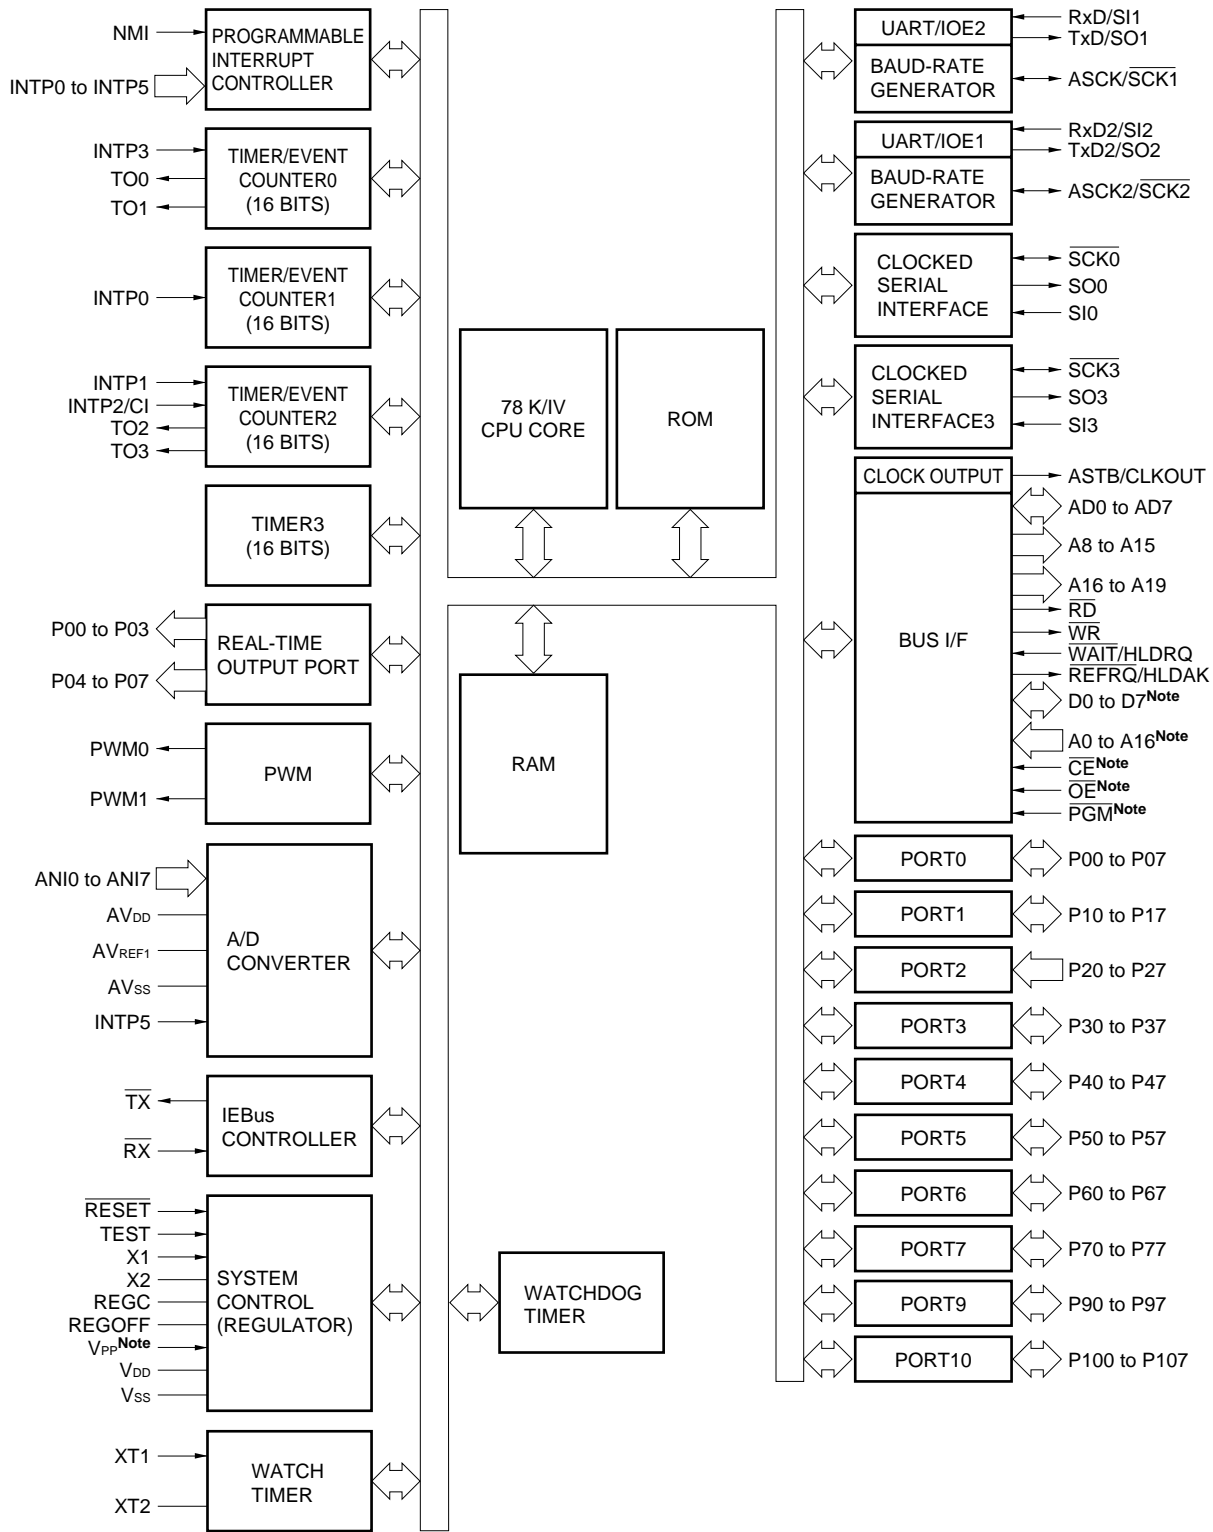 NMI
INTP0 to INTP5
PROGRAMMABLE
INTERRUPT
CONTROLLER
INTP3
TO0
TO1
TIMER/EVENT
COUNTER0
(16 BITS)
INTP0
TIMER/EVENT
COUNTER1
(16 BITS)
INTP1
INTP2/CI
TO2
TO3
TIMER/EVENT
COUNTER2
(16 BITS)
TIMER3
(16 BITS)
P00 to P03
P04 to P07
REAL-TIME
OUTPUT PORT
PWM0
PWM1
PWM
ANI0 to ANI7
AVDD
AVREF1
AVSS
INTP5
A/D
CONVERTER
TX
RX
IEBus
CONTROLLER
RESET
TEST
X1
X2
REGC
REGOFF
VPPNote
VDD
VSS
SYSTEM
CONTROL
(REGULATOR)
XT1
XT2
WATCH
TIMER
78 K/IV
CPU CORE
ROM
RAM
WATCHDOG
TIMER
UART/IOE2
BAUD-RATE
GENERATOR
RxD/SI1
TxD/SO1
ASCK/SCK1
UART/IOE1
BAUD-RATE
GENERATOR
RxD2/SI2
TxD2/SO2
ASCK2/SCK2
CLOCKED
SERIAL
INTERFACE
SCK0
SO0
SI0
CLOCKED
SERIAL
INTERFACE3
SCK3
SO3
SI3
CLOCK OUTPUT
BUS I/F
ASTB/CLKOUT
AD0 to AD7
A8 to A15
A16 to A19
RD
WR
WAIT/HLDRQ
REFRQ/HLDAK
D0 to D7Note
A0 to A16Note
CENote
OENote
PGMNote
PORT0
P00 to P07
PORT1
P10 to P17
PORT2
P20 to P27
PORT3
P30 to P37
PORT4
P40 to P47
PORT5
P50 to P57
PORT6
P60 to P67
PORT7
P70 to P77
PORT9
P90 to P97
PORT10
P100 to P107